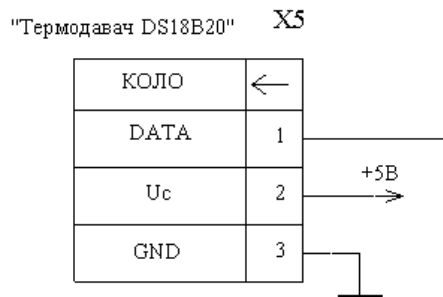 "Термодавач DS18B20" X5
КОЛО
DATA 1
+5В
Uc 2
GND 3